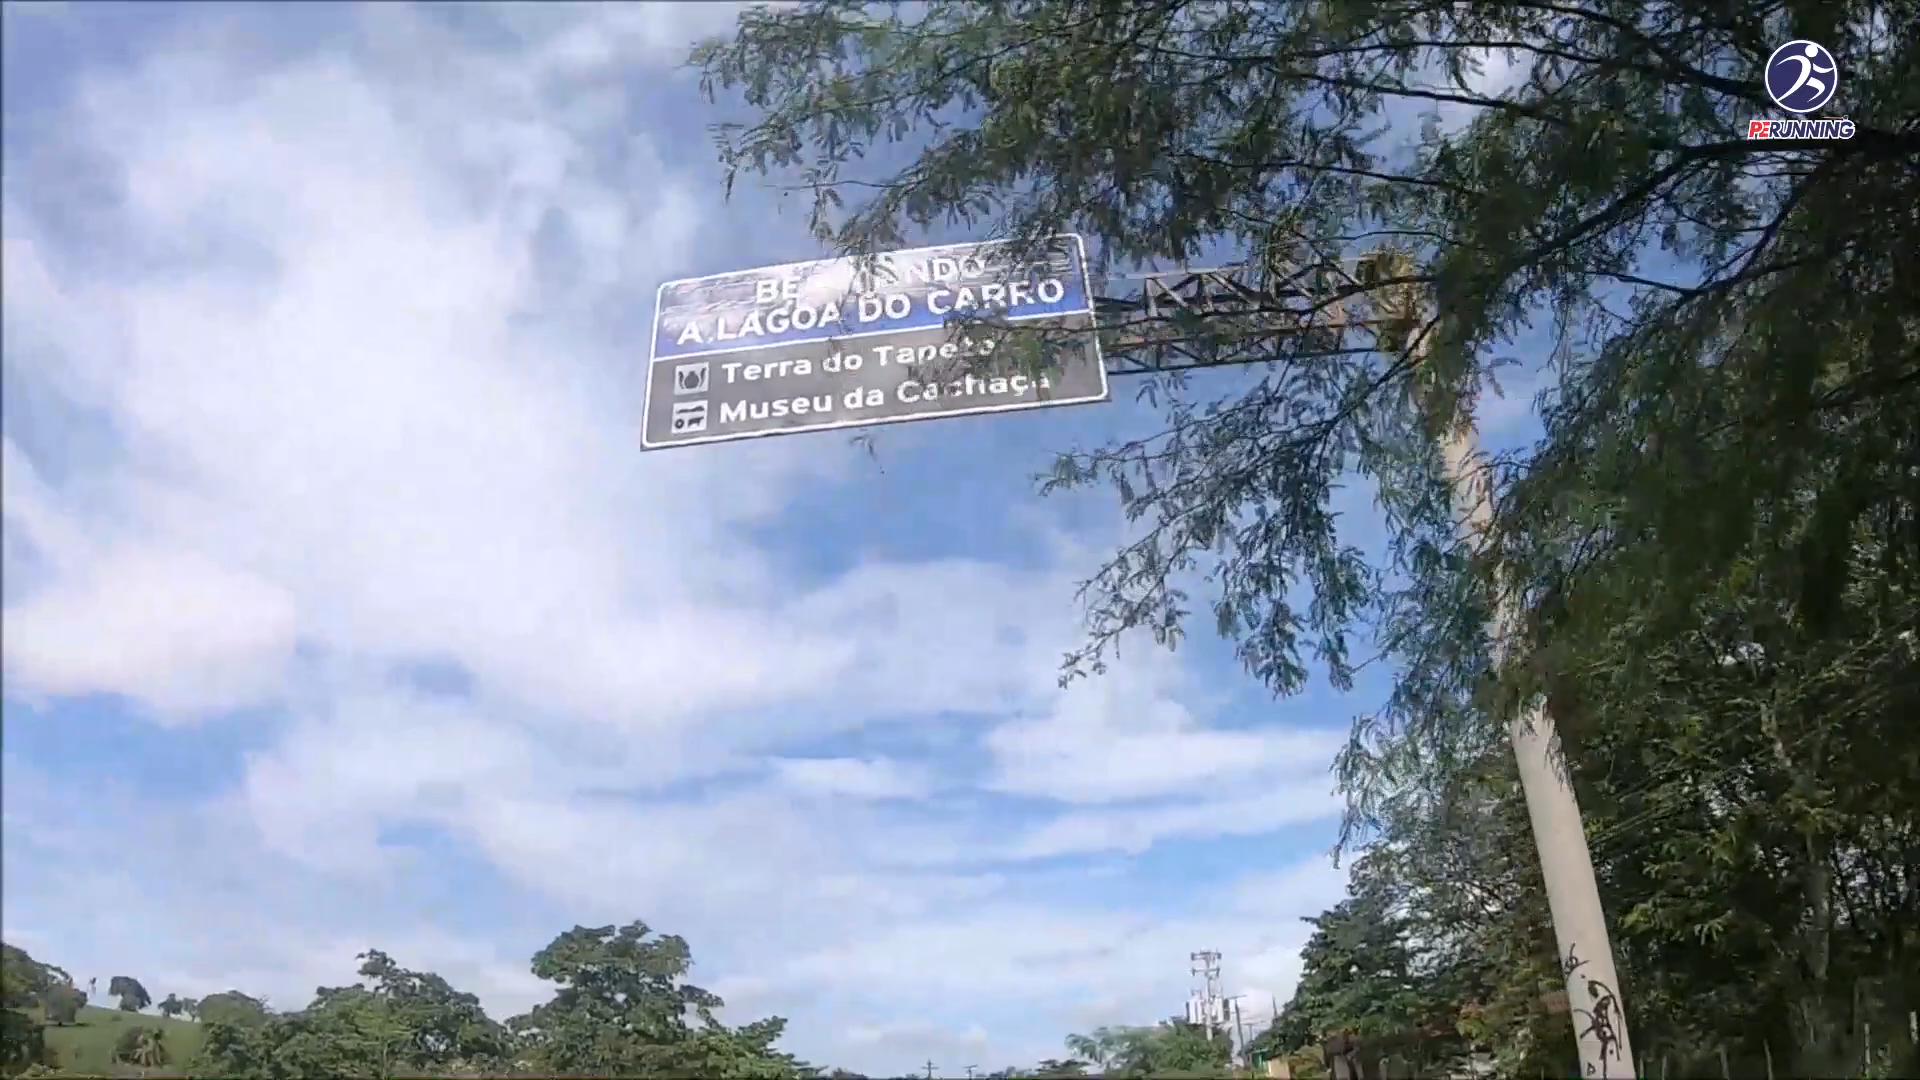 PERUNNING
A LAGOA DO CARRO
Terra do Tapete
Museu da Cachaça